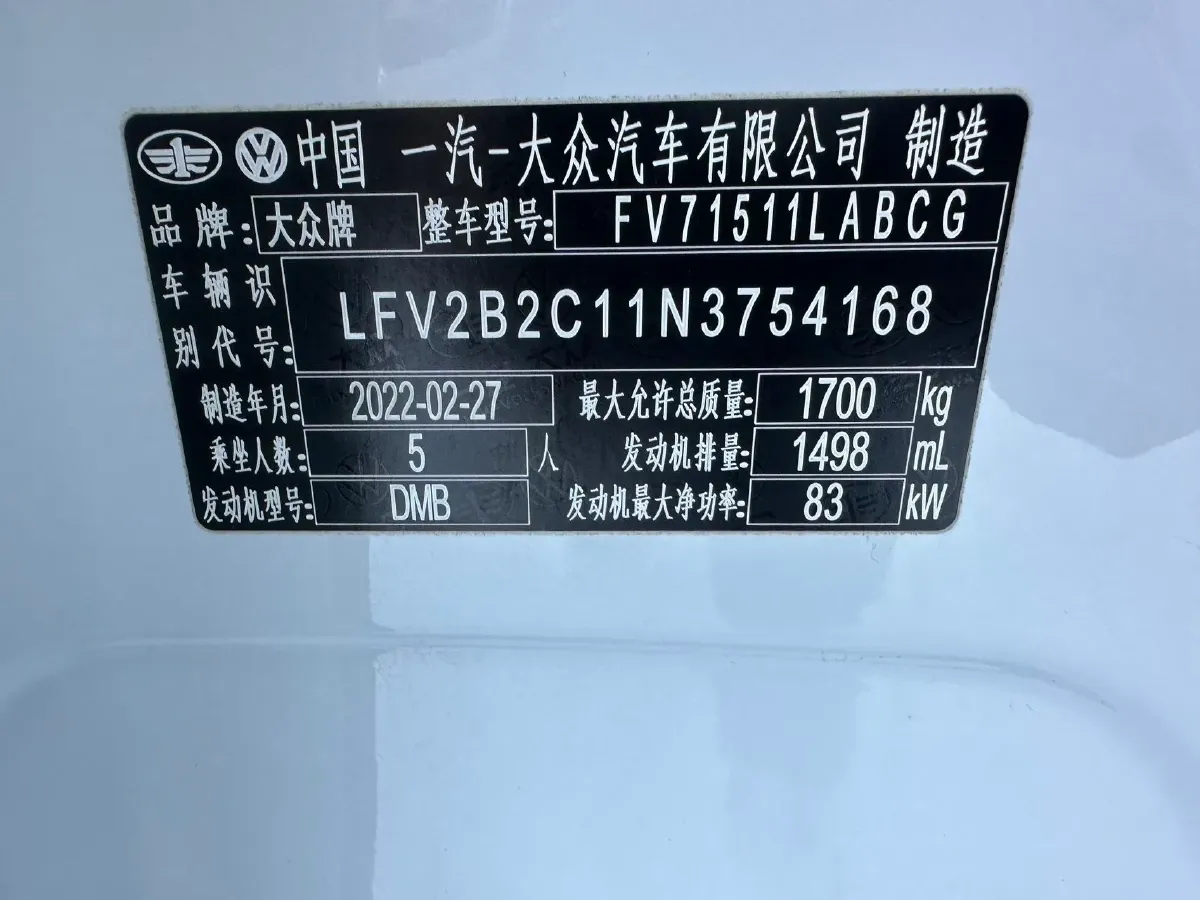 中国 一汽-大众汽车有限公司 制造
品牌: 大众牌 整车型号: FV71511LABCG
车辆识别代号: LFV2B2C11N3754168
制造年月: 2022-02-27 最大允许总质量: 1700 kg
乘坐人数: 5 人 发动机排量: 1498 mL
发动机型号: DMB 发动机最大净功率: 83 kW